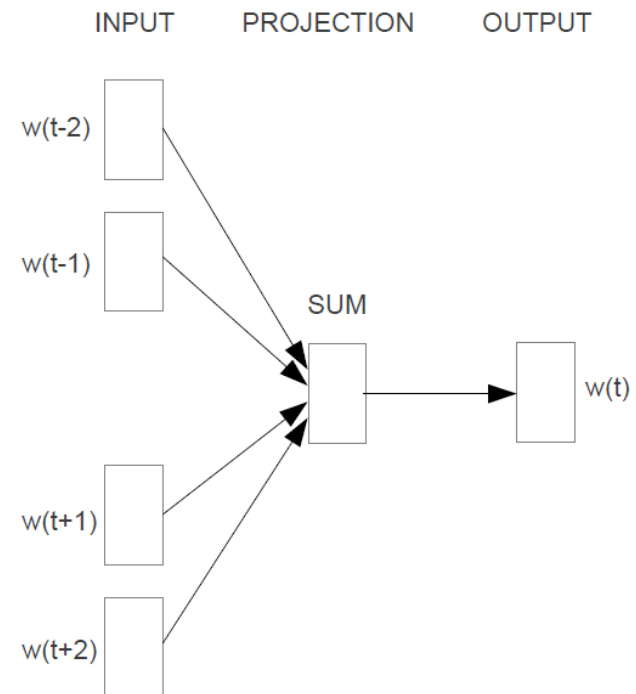 INPUT PROJECTION OUTPUT
w(t-2)
w(t-1)
SUM
w(t)
w(t+1)
w(t+2)